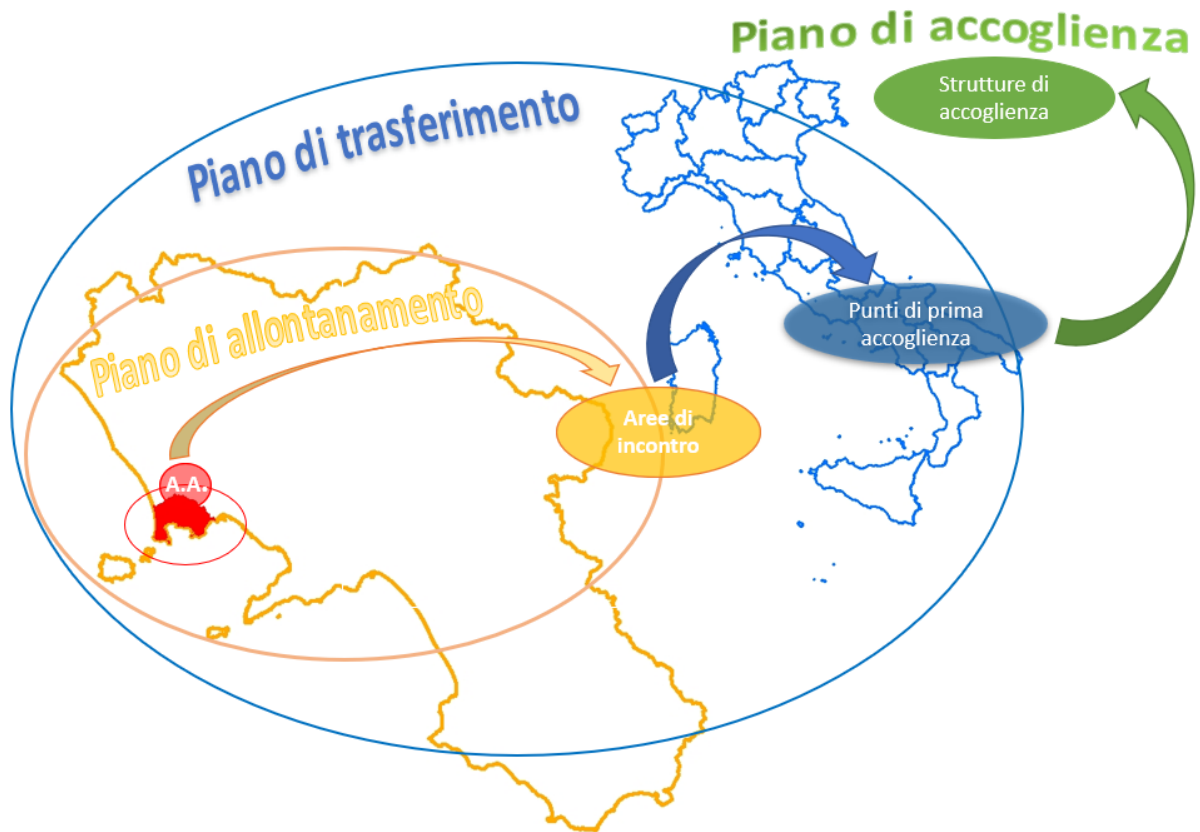 Piano di accoglienza
Strutture di
accoglienza
Piano di trasferimento
Piano di allontanamento
Punti di prima
accoglienza
Aree di
incontro
A.A.